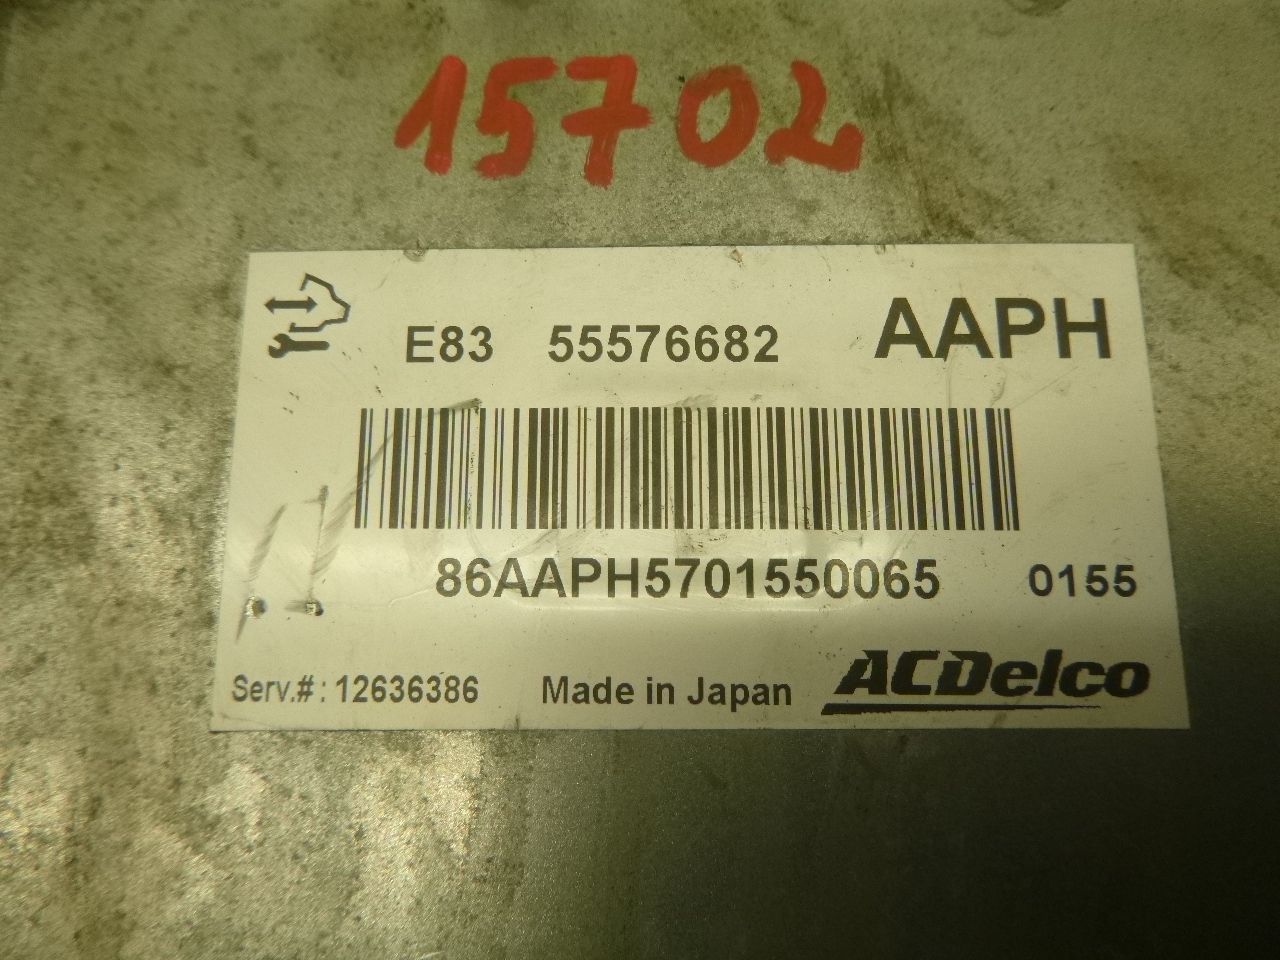 15702
E83 55576682 AAPH
86AAPH5701550065 0155
Serv.#: 12636386 Made in Japan ACDelco